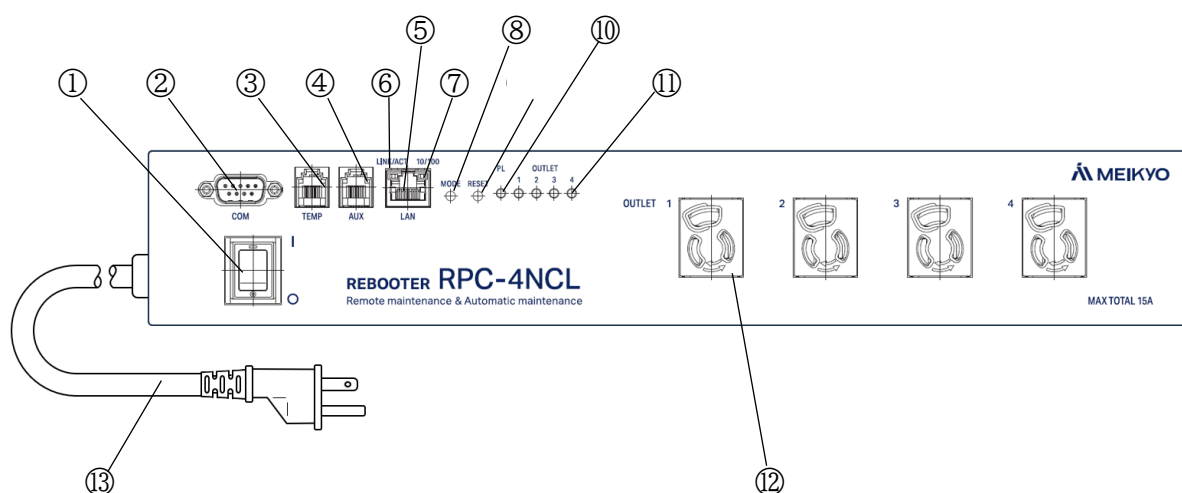 ⑤ ⑧ ⑩
① ② ③ ④ ⑥ ⑦ ⑪
LINK/ACT 10/100
PL OUTLET
MODE RESET 1 2 3 4
COM TEMP AUX LAN
MEIKYO
OUTLET 1 2 3 4
I
O
REBOOTER RPC-4NCL
Remote maintenance & Automatic maintenance
MAX TOTAL 15A
⑬ ⑫